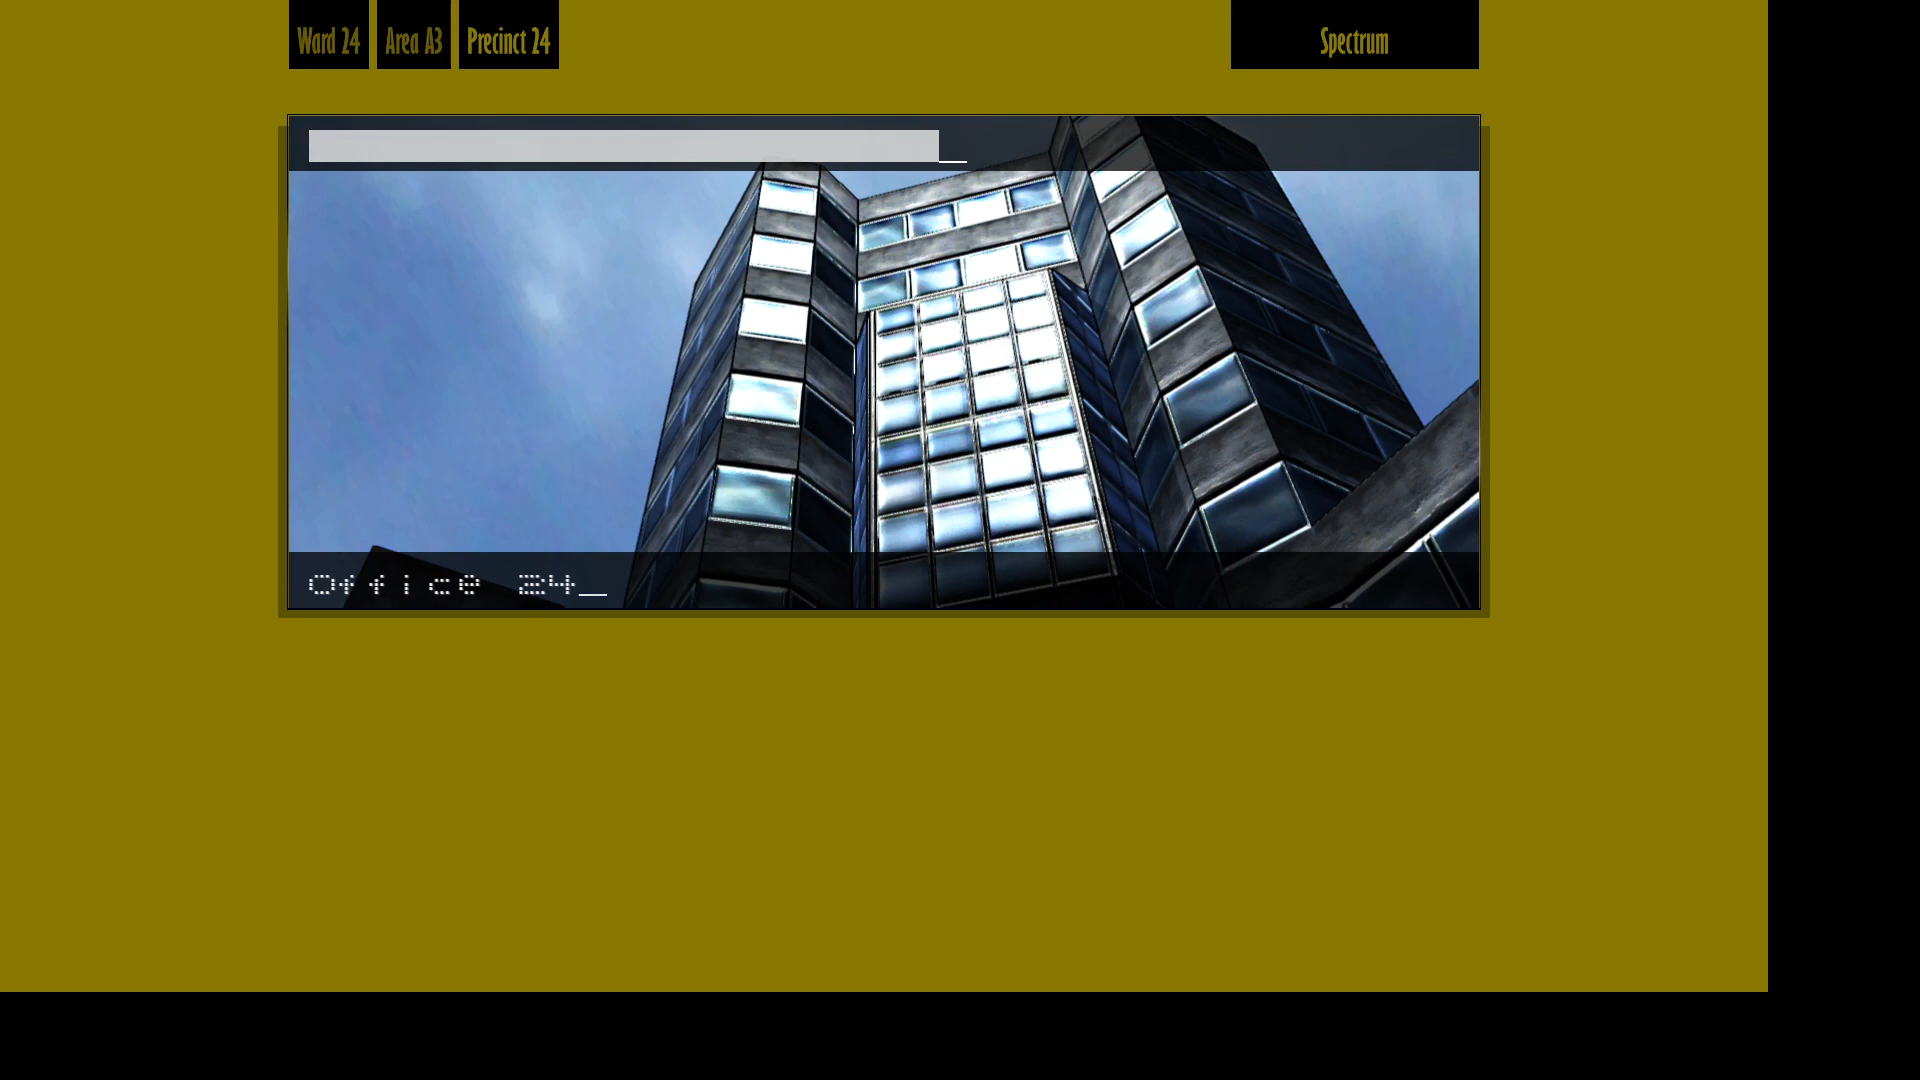 Ward 24
Area A3
Precinct 24
Spectrum
Office 24_